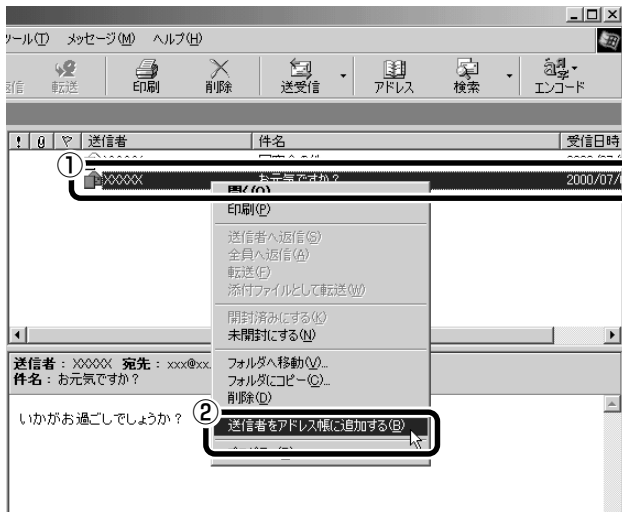 ツール(T) メッセージ(M) ヘルプ(H)
転送 印刷 削除 送受信 アドレス 検索 エンコード
! 送信者 件名 受信日時
①
XXXXX お元気ですか? 2000/07/
開く(O)
印刷(P)
送信者へ返信(S)
全員へ返信(A)
転送(F)
添付ファイルとして転送(W)
開封済みにする(K)
未開封にする(N)
送信者: XXXXX 宛先: xxx@xx.
件名: お元気ですか?
フォルダへ移動(V)...
フォルダにコピー(C)...
削除(D)
いかがお過ごしでしょうか?
②
送信者をアドレス帳に追加する(B)